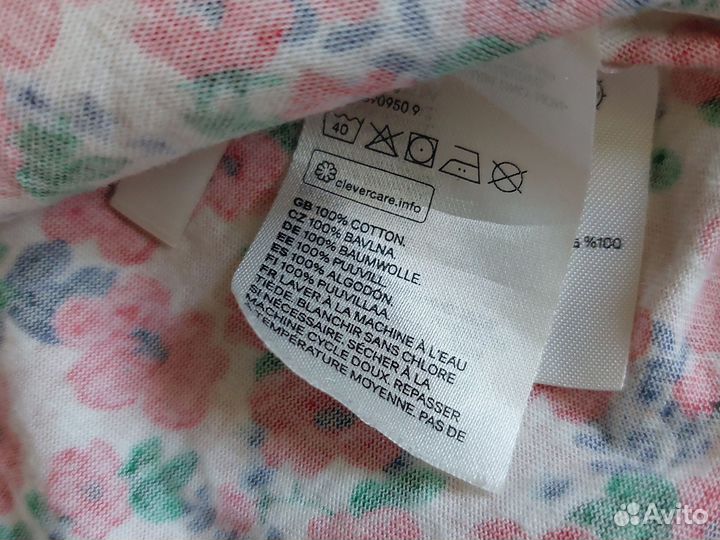 70950 9
40
clevercare.info
GB 100% COTTON.
CZ 100% BAVLNA.
DE 100% BAUMWOLLE.
EE 100% PUUVILL.
ES 100% ALGODON.
FI 100% PUUVILLAA.
FR LAVER À LA MACHINE À L'EAU
TIÈDE. BLANCHIR SANS CHLORE
SI NÉCESSAIRE. SÉCHER À LA
MACHINE CYCLE DOUX. REPASSER
TEMPÉRATURE MOYENNE. PAS DE
%100
Avito